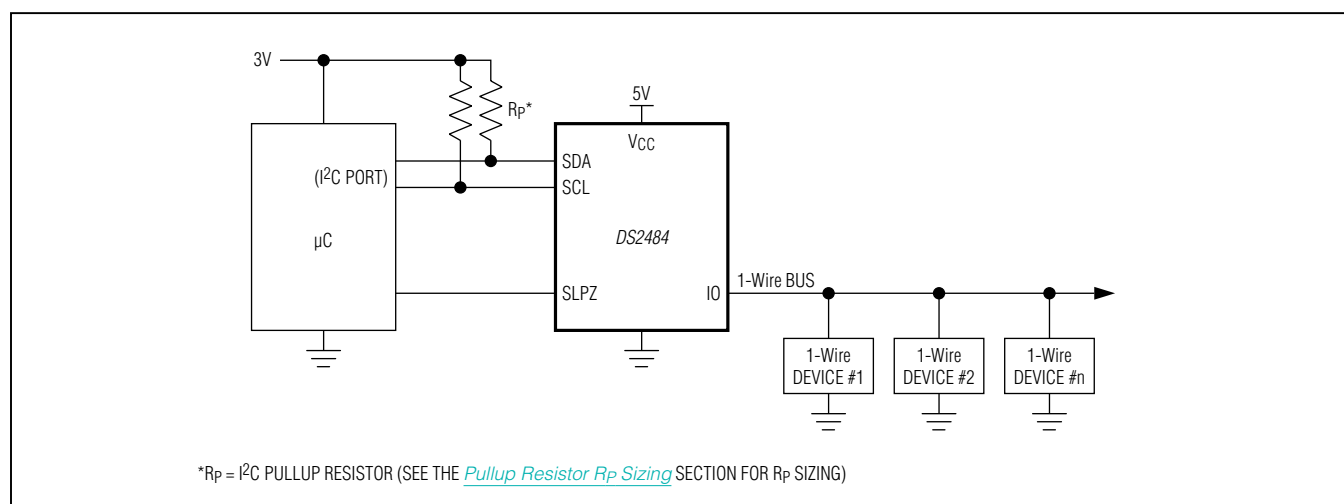 3V
RP*
5V
VCC
(I²C PORT)
SDA
SCL
µC
DS2484
1-Wire BUS
SLPZ
IO
1-Wire
DEVICE #1
1-Wire
DEVICE #2
1-Wire
DEVICE #n
*RP = I²C PULLUP RESISTOR (SEE THE Pullup Resistor RP Sizing SECTION FOR RP SIZING)